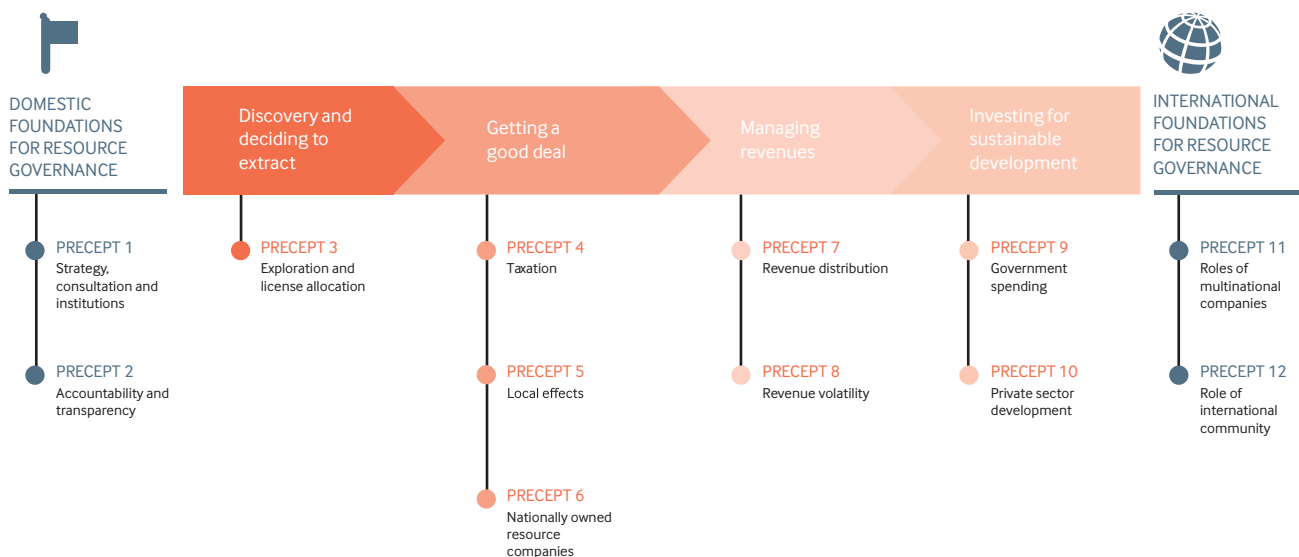 DOMESTIC
FOUNDATIONS
FOR RESOURCE
GOVERNANCE
PRECEPT 1
Strategy,
consultation and
institutions
PRECEPT 2
Accountability and
transparency
Discovery and
deciding to
extract
PRECEPT 3
Exploration and
license allocation
Getting a
good deal
PRECEPT 4
Taxation
PRECEPT 5
Local effects
PRECEPT 6
Nationally owned
resource
companies
Managing
revenues
PRECEPT 7
Revenue distribution
PRECEPT 8
Revenue volatility
Investing for
sustainable
development
PRECEPT 9
Government
spending
PRECEPT 10
Private sector
development
INTERNATIONAL
FOUNDATIONS
FOR RESOURCE
GOVERNANCE
PRECEPT 11
Roles of
multinational
companies
PRECEPT 12
Role of
international
community